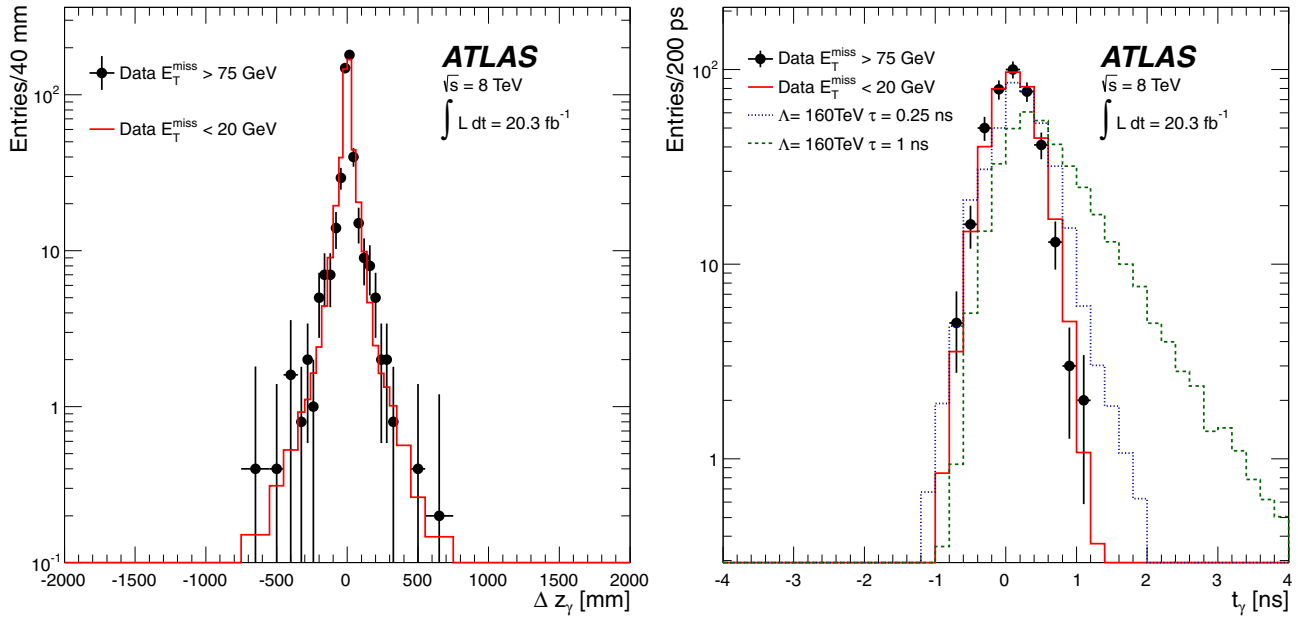 Entries/40 mm
10²
10
1
10⁻¹
Data E_T^miss > 75 GeV
Data E_T^miss < 20 GeV
ATLAS
√s = 8 TeV
∫ L dt = 20.3 fb⁻¹
-2000 -1500 -1000 -500 0 500 1000 1500 2000
Δ z_γ [mm]
Entries/200 ps
10²
10
1
Data E_T^miss > 75 GeV
Data E_T^miss < 20 GeV
Λ= 160TeV τ = 0.25 ns
Λ= 160TeV τ = 1 ns
ATLAS
√s = 8 TeV
∫ L dt = 20.3 fb⁻¹
-4 -3 -2 -1 0 1 2 3 4
t_γ [ns]